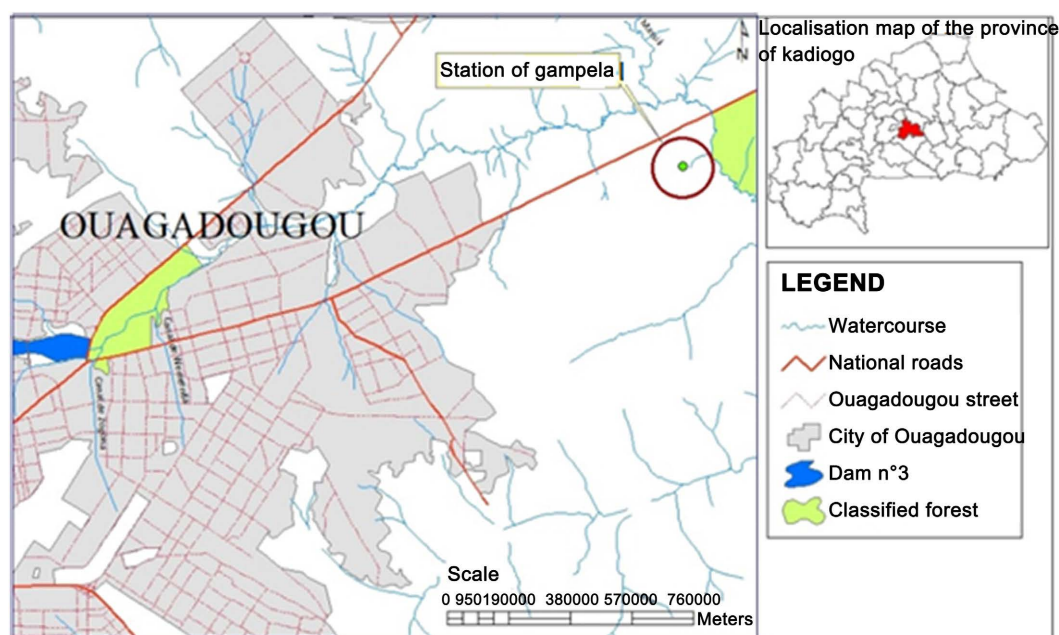 Localisation map of the province
of kadiogo
Station of gampela
N
OUAGADOUGOU
LEGEND
Watercourse
National roads
Ouagadougou street
City of Ouagadougou
Dam n°3
Classified forest
Scale
0 950190000 380000 570000 760000
Meters